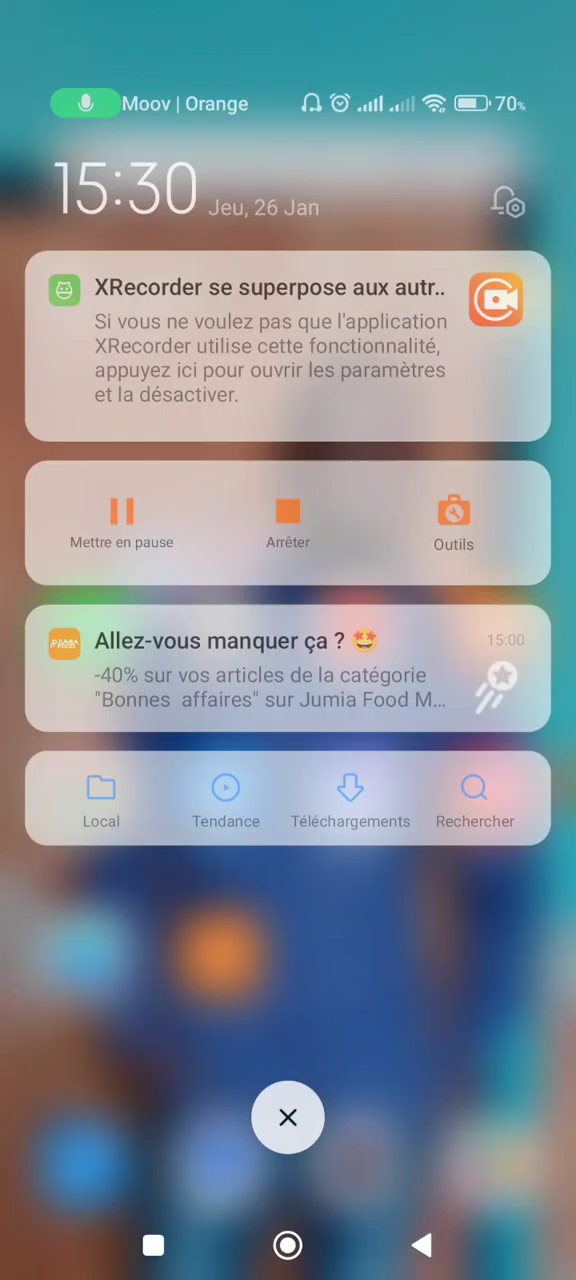 Moov | Orange
70%
15:30 Jeu, 26 Jan
XRecorder se superpose aux autr..
Si vous ne voulez pas que l'application
XRecorder utilise cette fonctionnalité,
appuyez ici pour ouvrir les paramètres
et la désactiver.
Mettre en pause
Arrêter
Outils
Allez-vous manquer ça ? 🤩
15:00
-40% sur vos articles de la catégorie
"Bonnes affaires" sur Jumia Food M...
JUMIA
FOOD
Local
Tendance
Téléchargements
Rechercher